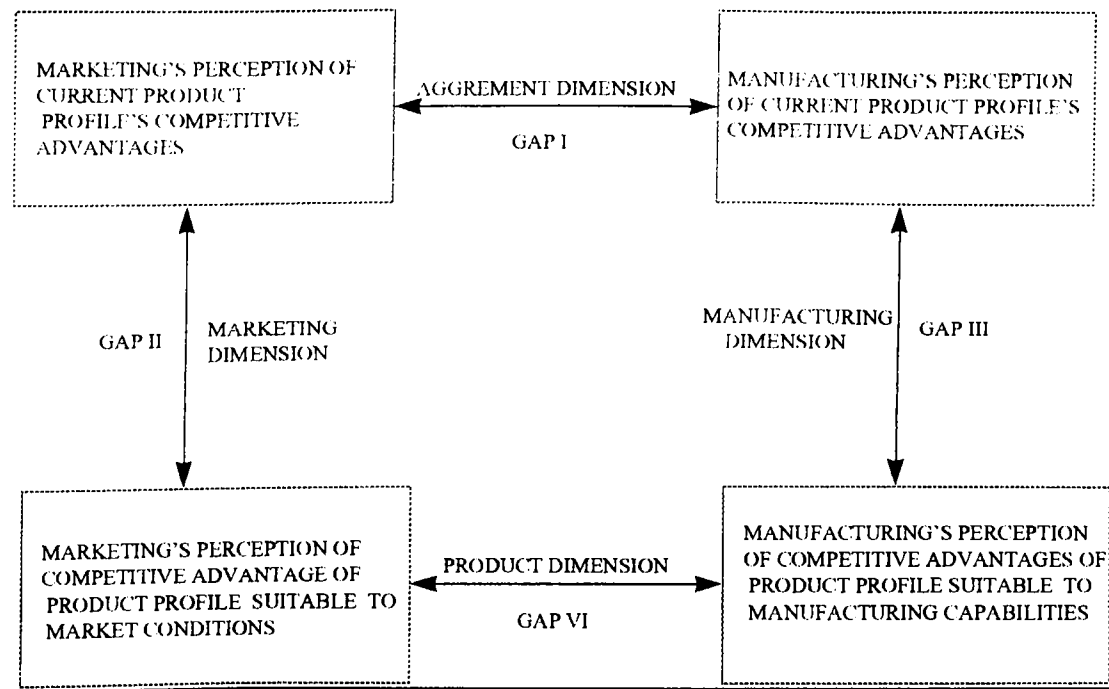 MARKETING'S PERCEPTION OF
CURRENT PRODUCT
PROFILE'S COMPETITIVE
ADVANTAGES
AGGREMENT DIMENSION
GAP I
MANUFACTURING'S PERCEPTION
OF CURRENT PRODUCT PROFILE'S
COMPETITIVE ADVANTAGES
GAP II
MARKETING
DIMENSION
MANUFACTURING
DIMENSION
GAP III
MARKETING'S PERCEPTION OF
COMPETITIVE ADVANTAGE OF
PRODUCT PROFILE SUITABLE TO
MARKET CONDITIONS
PRODUCT DIMENSION
GAP VI
MANUFACTURING'S PERCEPTION
OF COMPETITIVE ADVANTAGES OF
PRODUCT PROFILE SUITABLE TO
MANUFACTURING CAPABILITIES